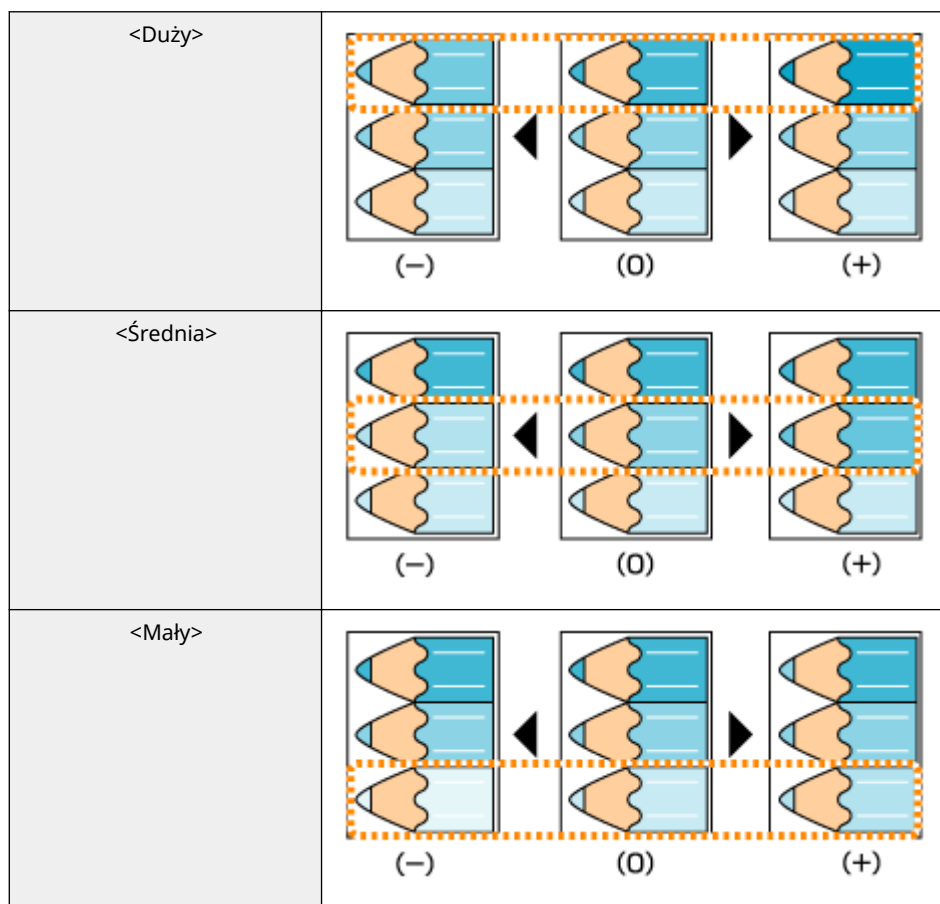 <Duży>
(−) (0) (+)
<Średnia>
(−) (0) (+)
<Mały>
(−) (0) (+)